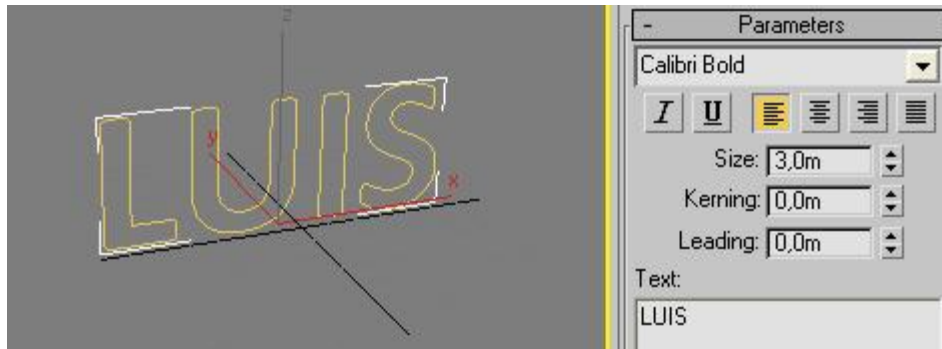 z
LUIS
y
x
- Parameters
Calibri Bold
I U
Size: 3,0m
Kerning: 0,0m
Leading: 0,0m
Text:
LUIS